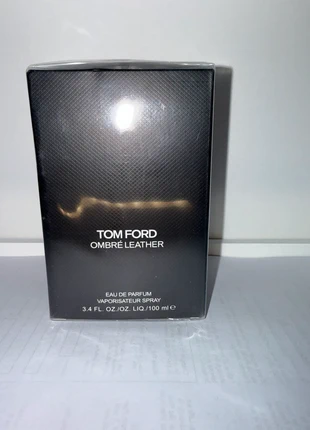 TOM FORD
OMBRÉ LEATHER
EAU DE PARFUM
VAPORISATEUR SPRAY
3.4 FL. OZ./OZ. LIQ./100 ml ℮